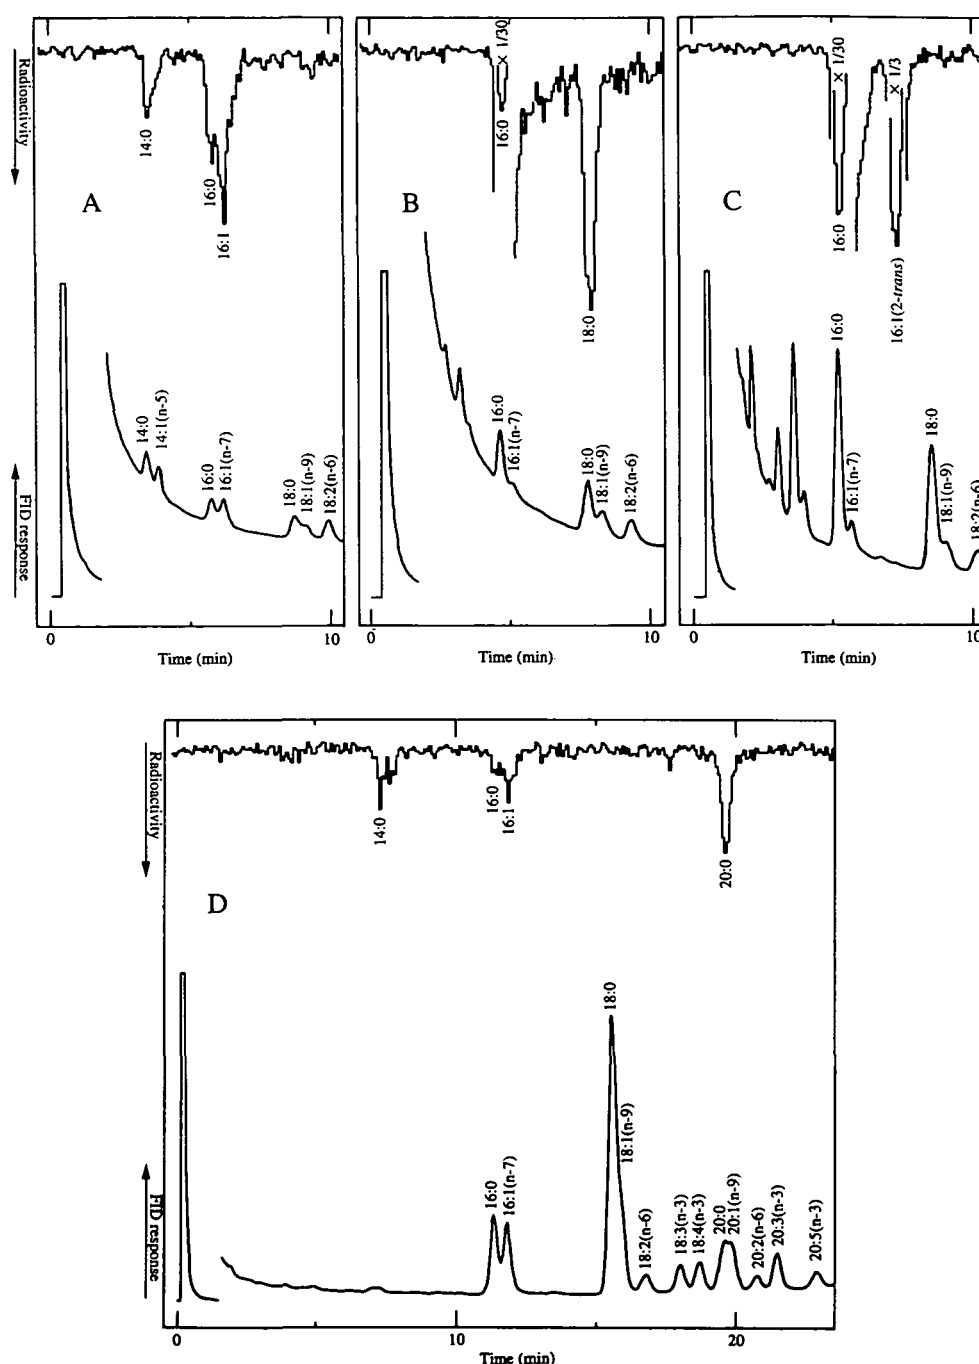 Radioactivity
FID response
A
14:0
16:0
16:1
14:0
14:1(n-5)
16:0
16:1(n-7)
18:0
18:1(n-9)
18:2(n-6)
0
10
Time (min)
B
× 1/30
16:0
18:0
16:0
16:1(n-7)
18:0
18:1(n-9)
18:2(n-6)
0
10
Time (min)
C
× 1/30
16:0
× 1/3
16:1(2-trans)
16:0
16:1(n-7)
18:0
18:1(n-9)
18:2(n-6)
0
10
Time (min)
Radioactivity
FID response
D
14:0
16:0
16:1
20:0
16:0
16:1(n-7)
18:0
18:1(n-9)
18:2(n-6)
18:3(n-3)
18:4(n-3)
20:0
20:1(n-9)
20:2(n-6)
20:3(n-3)
20:5(n-3)
0
10
20
Time (min)